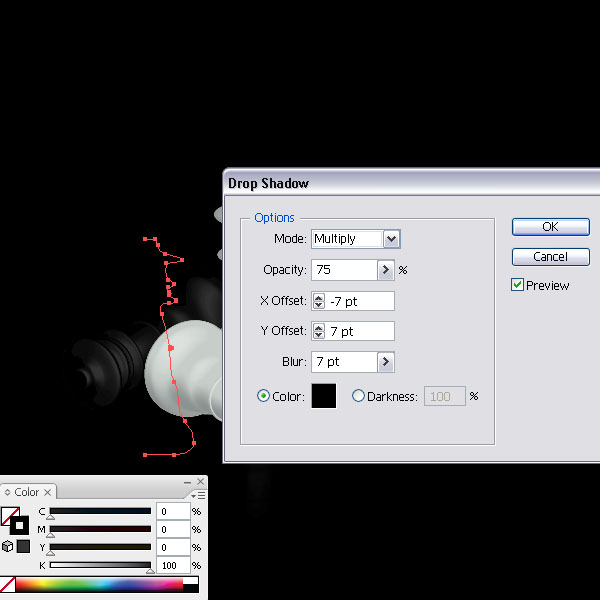 Drop Shadow
Options
Mode: Multiply
Opacity: 75 %
X Offset: -7 pt
Y Offset: 7 pt
Blur: 7 pt
Color: Darkness: 100 %
OK
Cancel
Preview
Color
C 0 %
M 0 %
Y 0 %
K 100 %